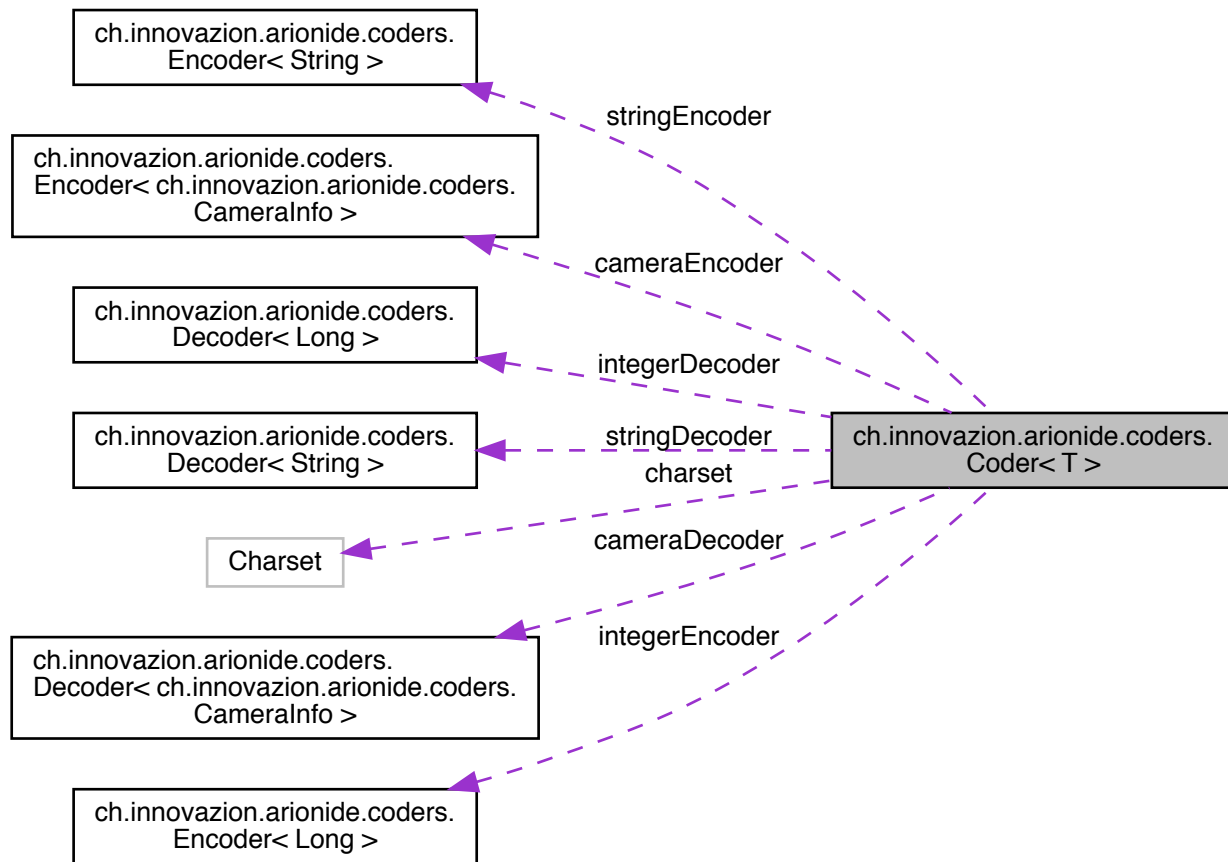 ch.innovazion.arionide.coders.
Encoder< String >
stringEncoder
ch.innovazion.arionide.coders.
Encoder< ch.innovazion.arionide.coders.
CameraInfo >
cameraEncoder
ch.innovazion.arionide.coders.
Decoder< Long >
integerDecoder
ch.innovazion.arionide.coders.
Decoder< String >
stringDecoder
charset
ch.innovazion.arionide.coders.
Coder< T >
Charset
cameraDecoder
ch.innovazion.arionide.coders.
Decoder< ch.innovazion.arionide.coders.
CameraInfo >
integerEncoder
ch.innovazion.arionide.coders.
Encoder< Long >